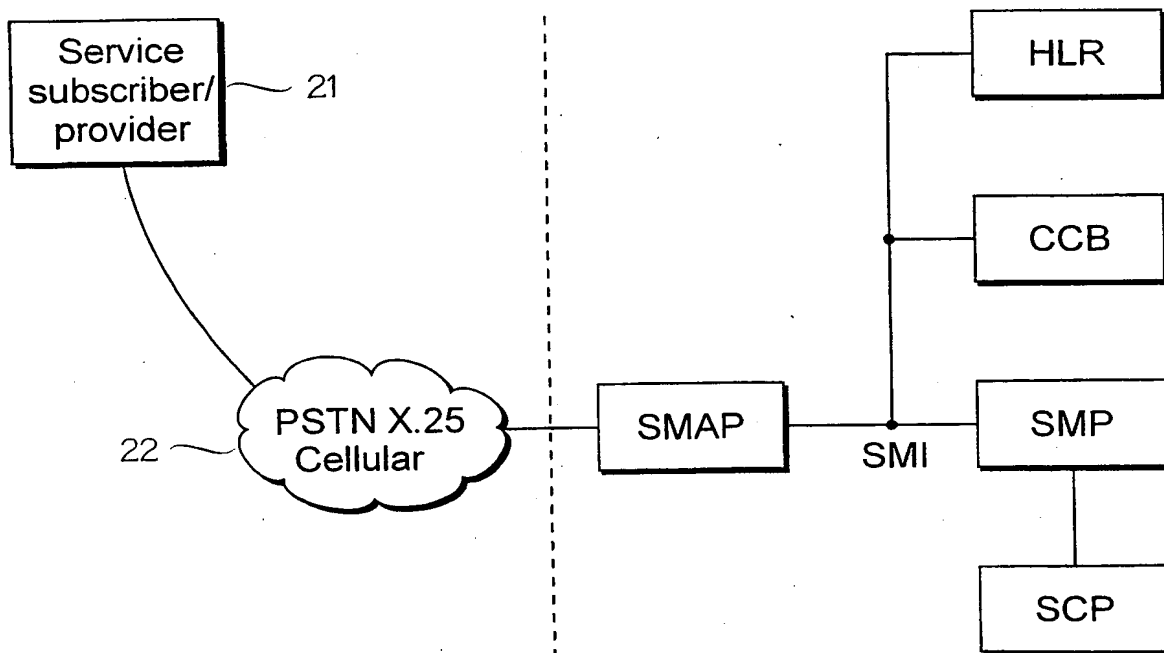 Service
subscriber/
provider
21
HLR
CCB
PSTN X.25
Cellular
22
SMAP
SMI
SMP
SCP